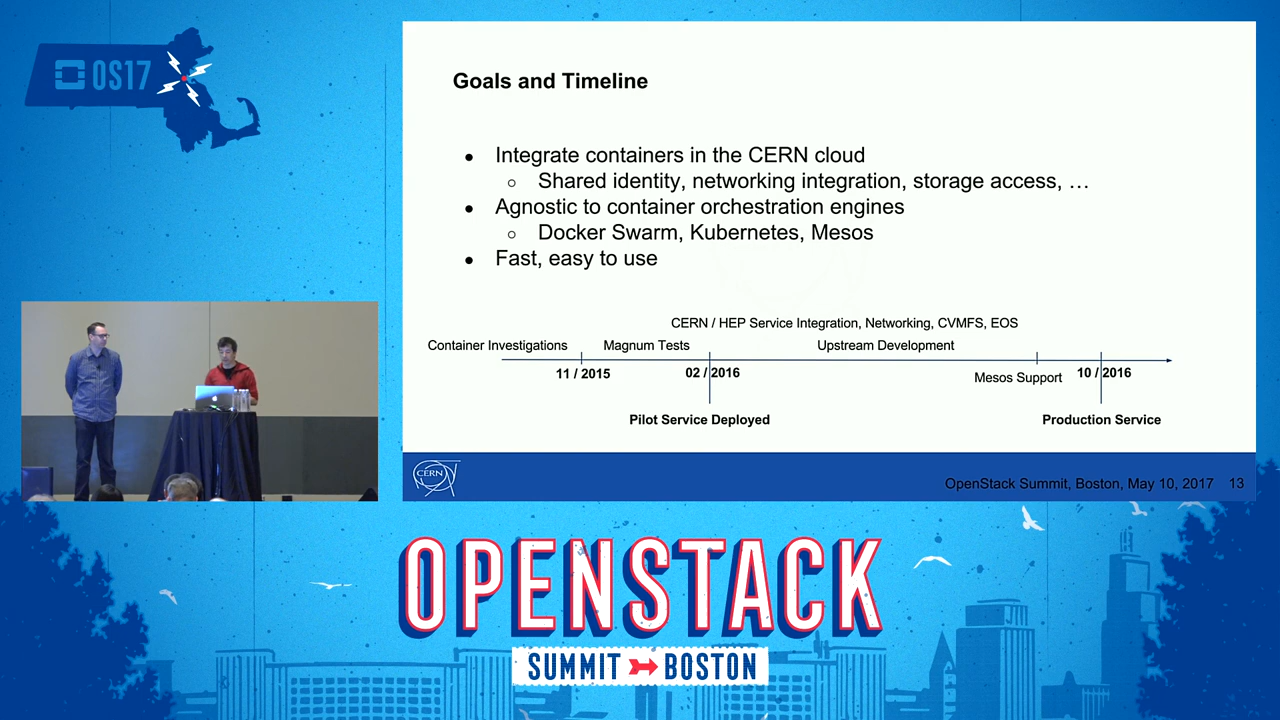 OS17
Goals and Timeline
● Integrate containers in the CERN cloud
○ Shared identity, networking integration, storage access, …
● Agnostic to container orchestration engines
○ Docker Swarm, Kubernetes, Mesos
● Fast, easy to use
CERN / HEP Service Integration, Networking, CVMFS, EOS
Container Investigations Magnum Tests Upstream Development
11 / 2015 02 / 2016 Mesos Support 10 / 2016
Pilot Service Deployed Production Service
CERN
OpenStack Summit, Boston, May 10, 2017 13
OPENSTACK
SUMMIT BOSTON